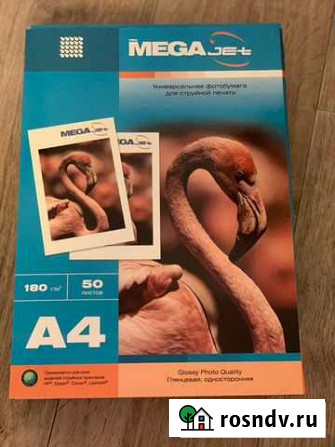 MEGA Jet
Универсальная фотобумага
для струйной печати
MEGA Jet
180 г/м²
50
листов
A4
Glossy Photo Quality
Глянцевая, односторонняя
rosndv.ru